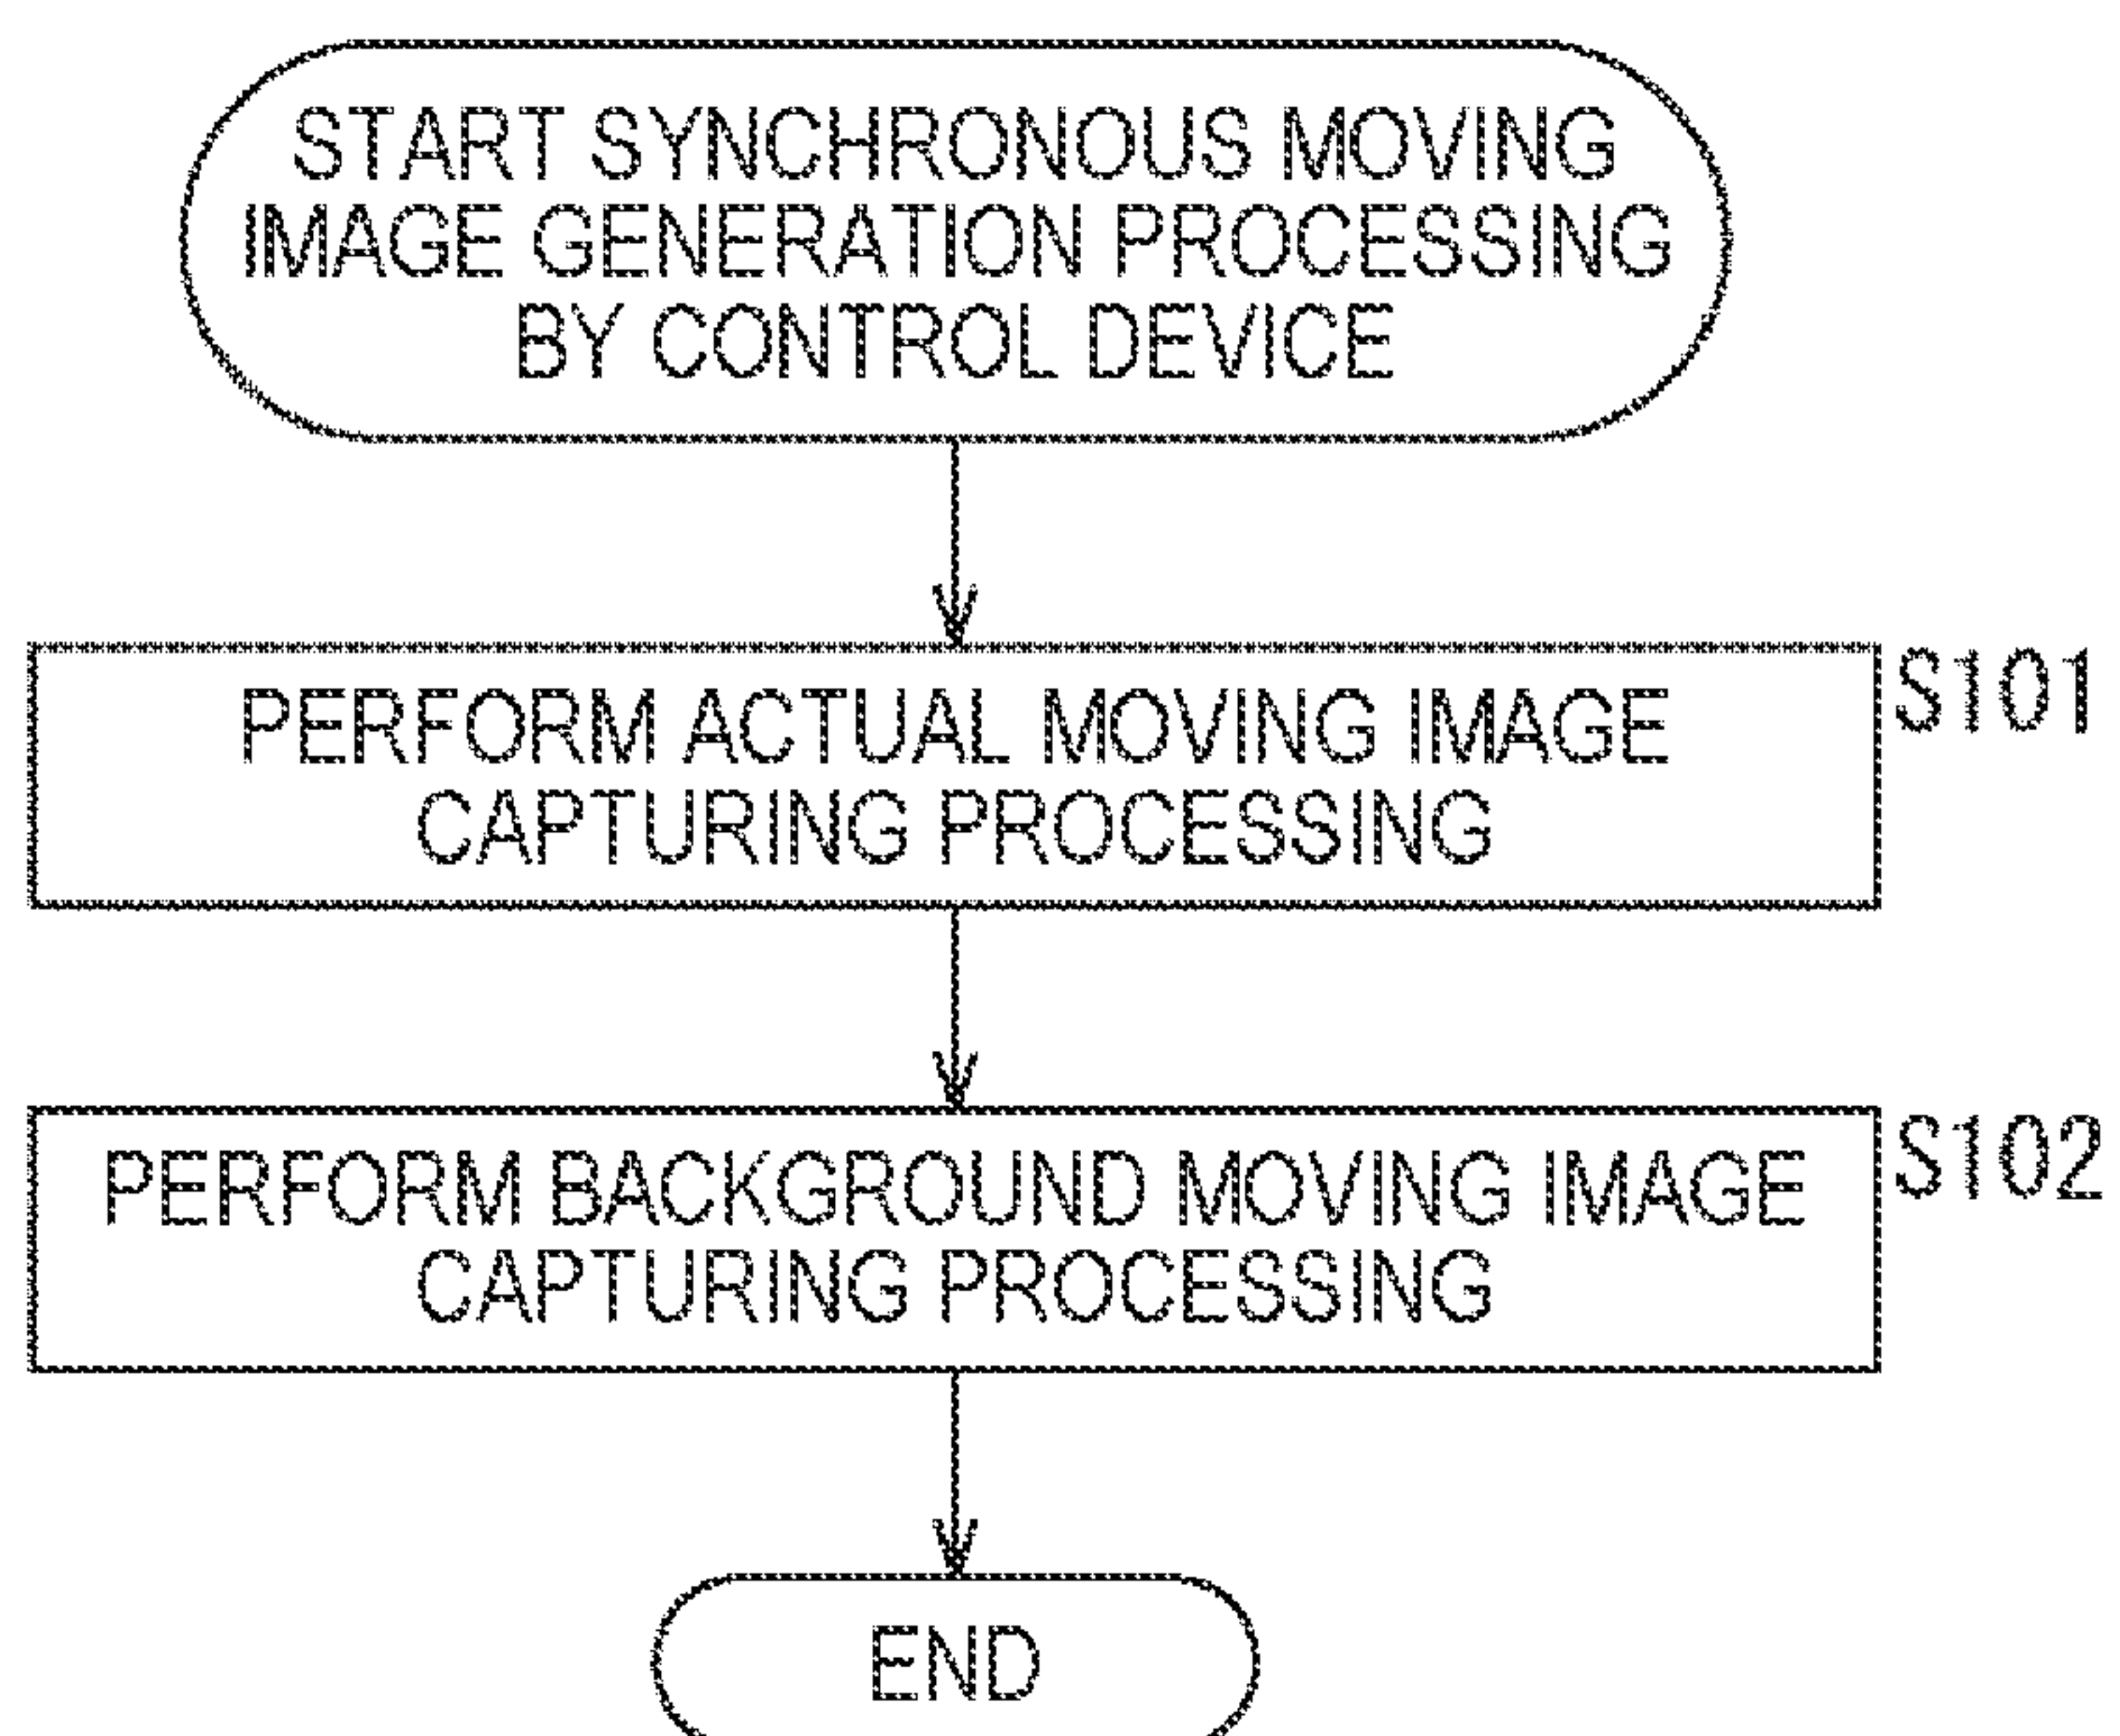 START SYNCHRONOUS MOVING
IMAGE GENERATION PROCESSING
BY CONTROL DEVICE
PERFORM ACTUAL MOVING IMAGE
CAPTURING PROCESSING
S101
PERFORM BACKGROUND MOVING IMAGE
CAPTURING PROCESSING
S102
END